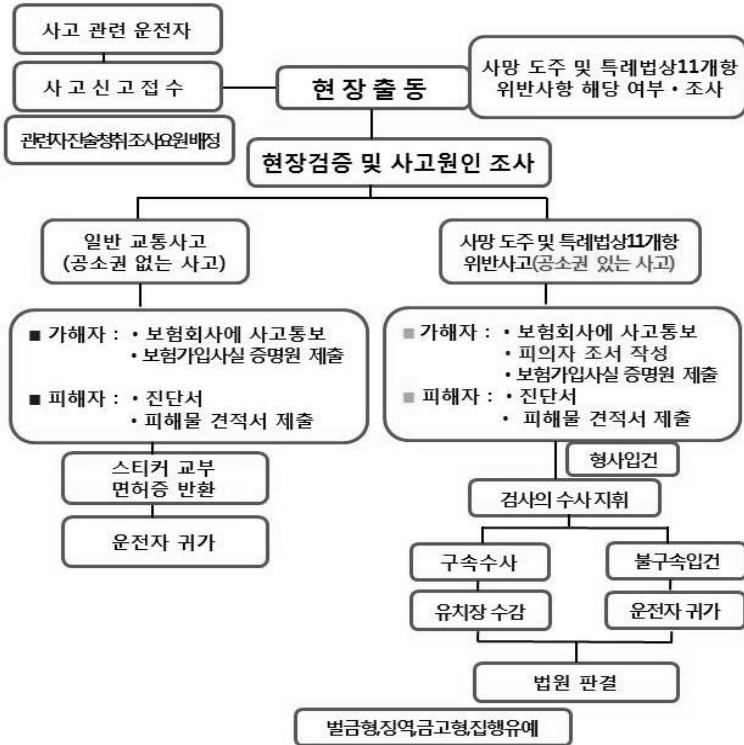 사고 관련 운전자
사고신고접수
현장출동
사망 도주 및 특례법상11개항
위반사항 해당 여부 • 조사
관련자진술청취조사요원배정
현장검증 및 사고원인 조사
일반 교통사고
(공소권 없는 사고)
사망 도주 및 특례법상11개항
위반사고(공소권 있는 사고)
■ 가해자 : • 보험회사에 사고통보
• 보험가입사실 증명원 제출
■ 피해자 : • 진단서
• 피해물 견적서 제출
■ 가해자 : • 보험회사에 사고통보
• 피의자 조서 작성
• 보험가입사실 증명원 제출
■ 피해자 : • 진단서
• 피해물 견적서 제출
스티커 교부
면허증 반환
운전자 귀가
형사입건
검사의 수사 지휘
구속수사
불구속입건
유치장 수감
운전자 귀가
법원 판결
벌금형,징역,금고형,집행유예